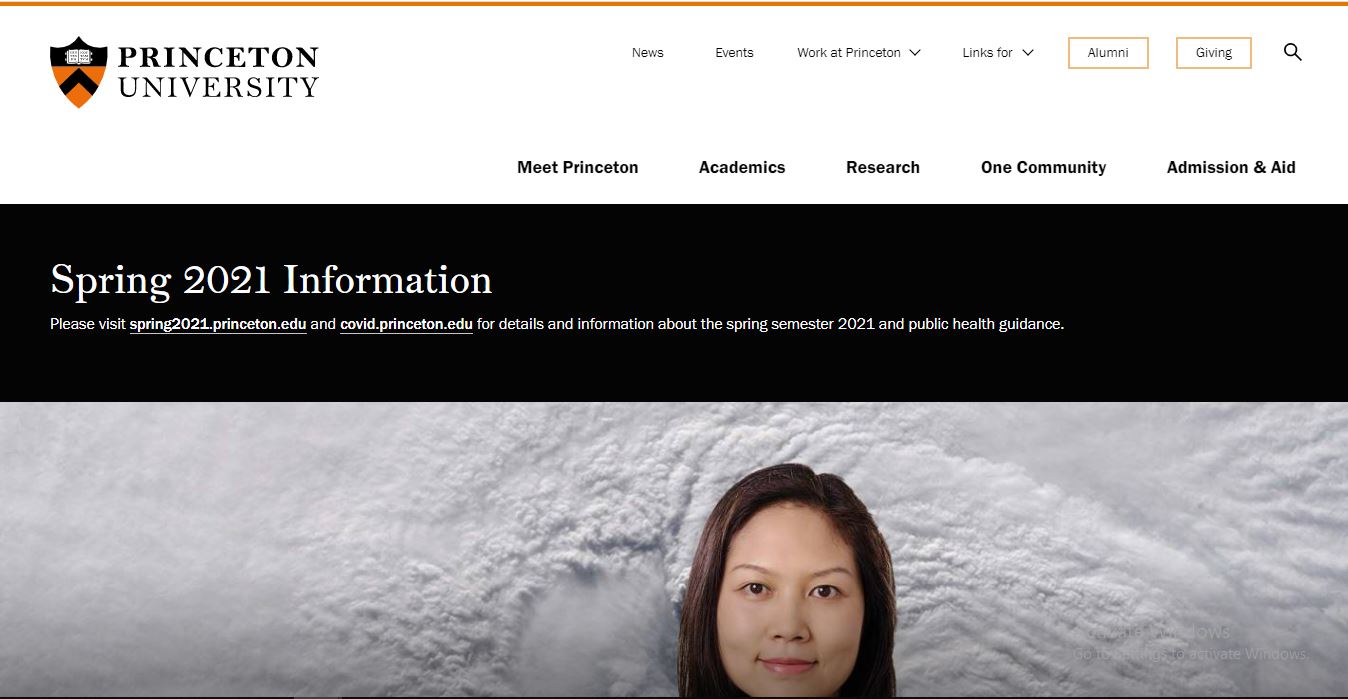 PRINCETON
UNIVERSITY
News Events Work at Princeton Links for Alumni Giving
Meet Princeton Academics Research One Community Admission & Aid
Spring 2021 Information
Please visit spring2021.princeton.edu and covid.princeton.edu for details and information about the spring semester 2021 and public health guidance.
Activate Windows
Go to Settings to activate Windows.